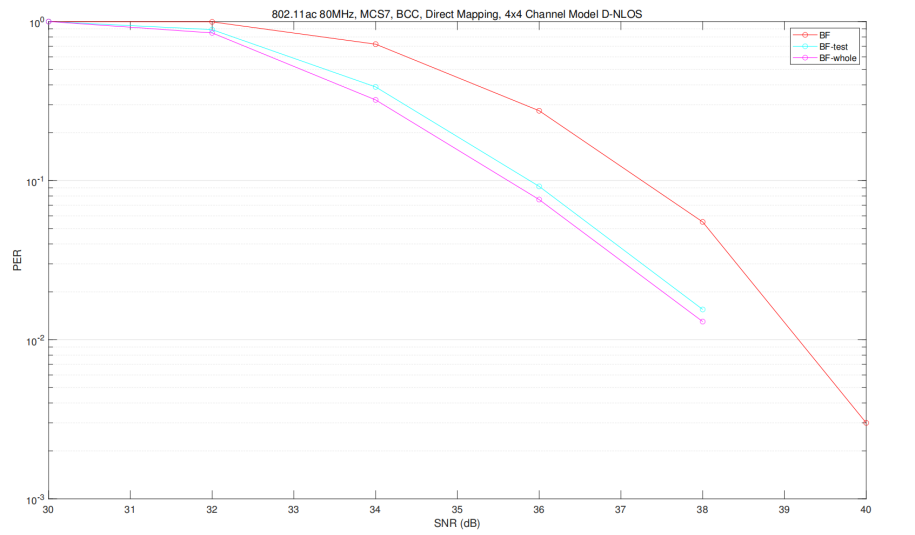 802.11ac 80MHz, MCS7, BCC, Direct Mapping, 4x4 Channel Model D-NLOS
BF
BF-test
BF-whole
10^0
10^-1
10^-2
10^-3
PER
30 31 32 33 34 35 36 37 38 39 40
SNR (dB)